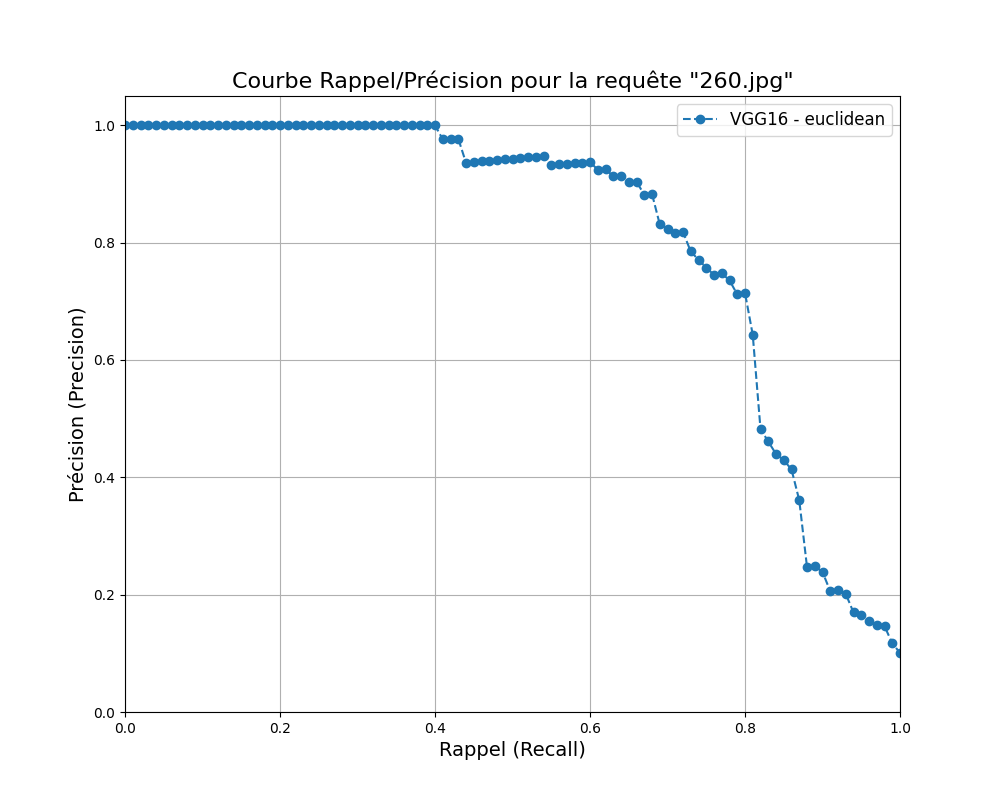 Courbe Rappel/Précision pour la requête "260.jpg"
VGG16 - euclidean
Précision (Precision)
1.0
0.8
0.6
0.4
0.2
0.0
0.0 0.2 0.4 0.6 0.8 1.0
Rappel (Recall)